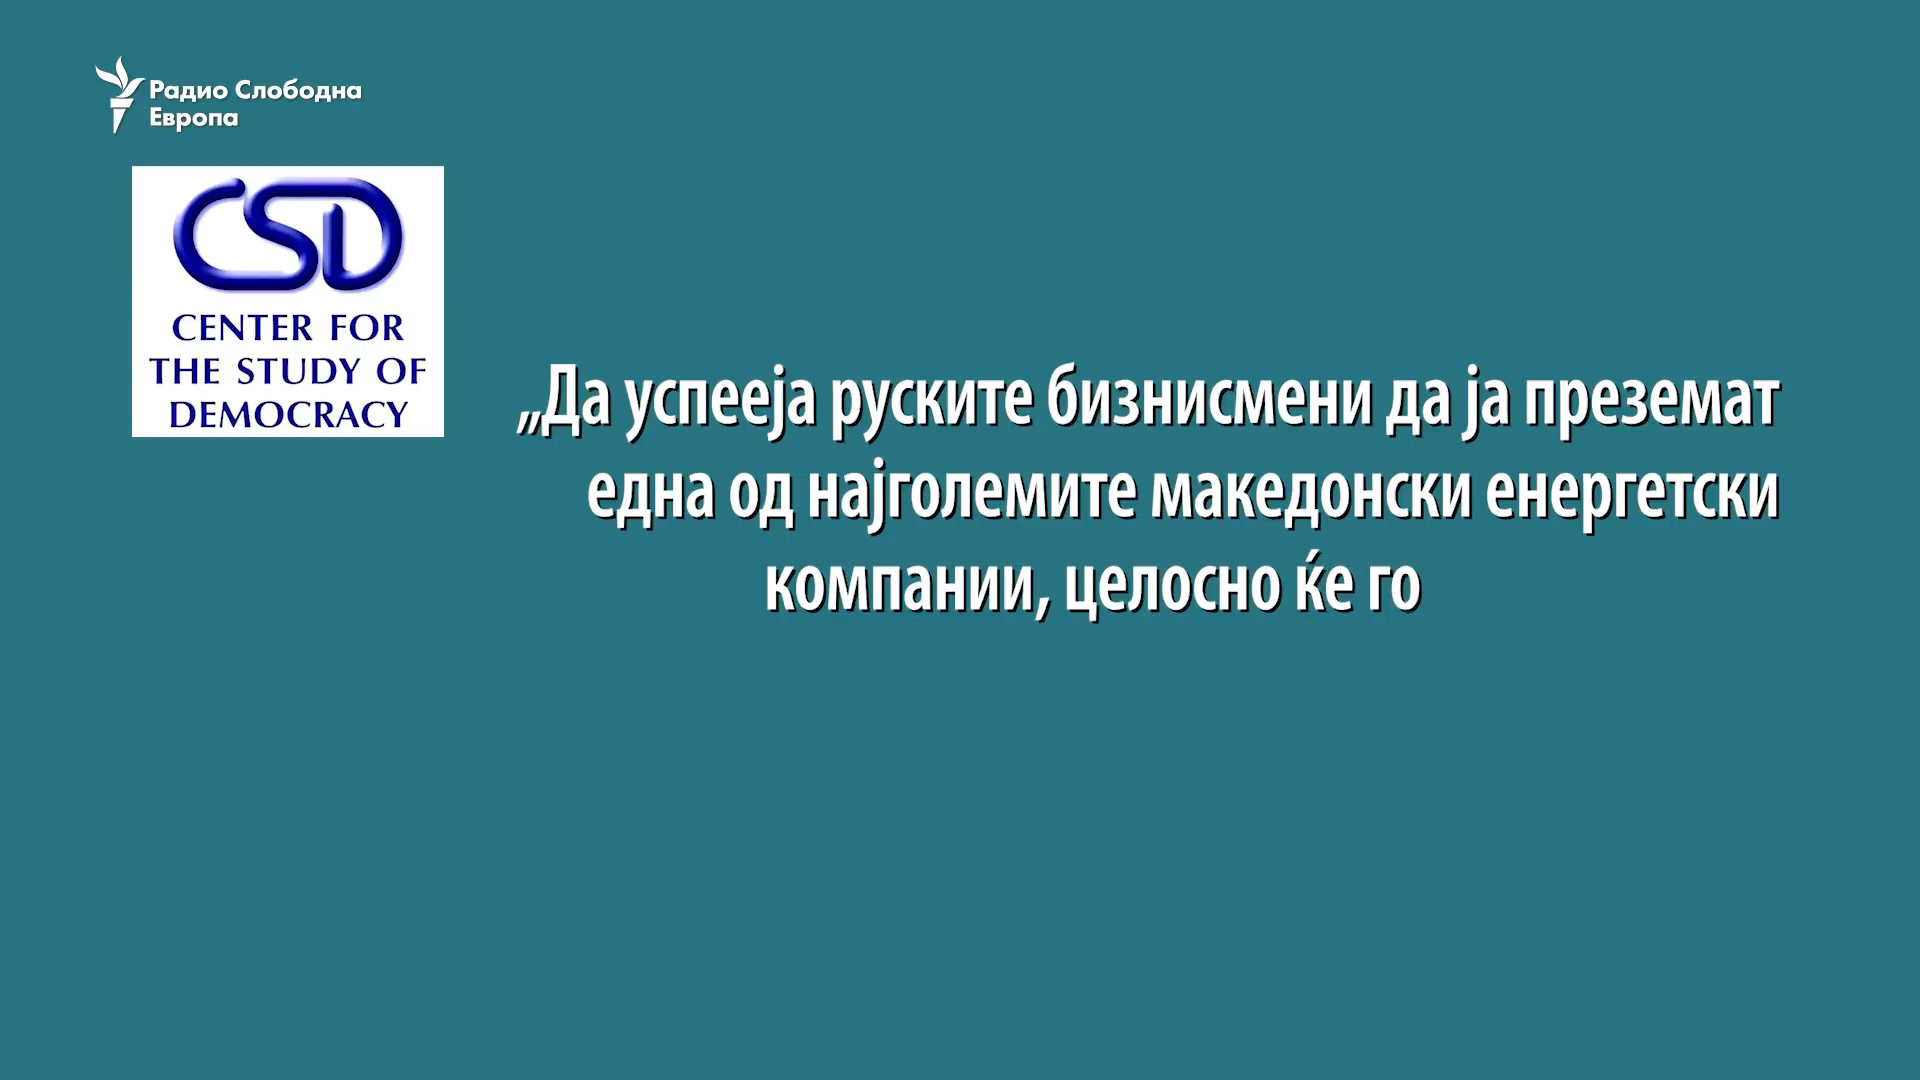 Радио Слободна
Европа
CSD
CENTER FOR
THE STUDY OF
DEMOCRACY
„Да успееја руските бизнисмени да ја преземат
една од најголемите македонски енергетски
компании, целосно ќе го